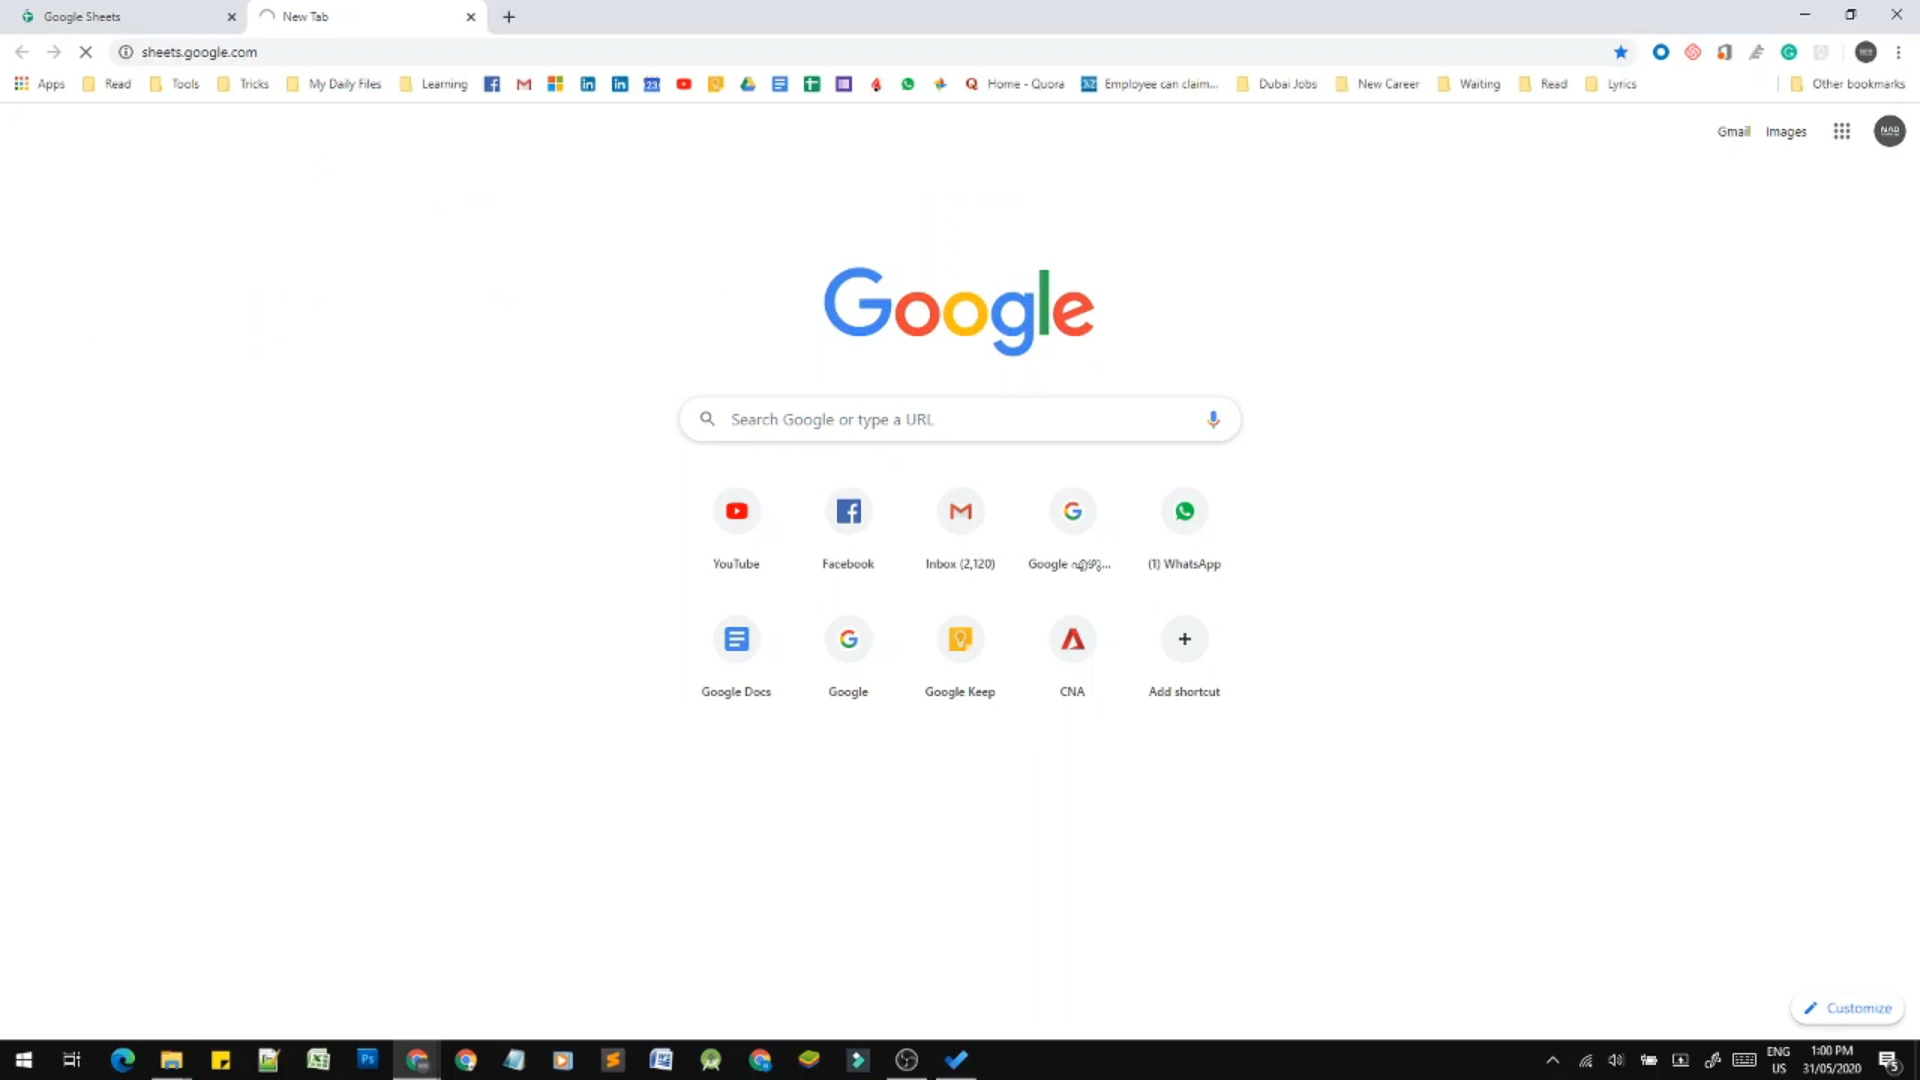 Google Sheets
New Tab
sheets.google.com
Apps Read Tools Tricks My Daily Files Learning Home - Quora Employee can claim... Dubai Jobs New Career Waiting Read Lyrics Other bookmarks
Gmail Images
Google
Search Google or type a URL
YouTube Facebook Inbox (2,120) Google എഴു... (1) WhatsApp
Google Docs Google Google Keep CNA Add shortcut
Customize
ENG 1:00 PM
US 31/05/2020